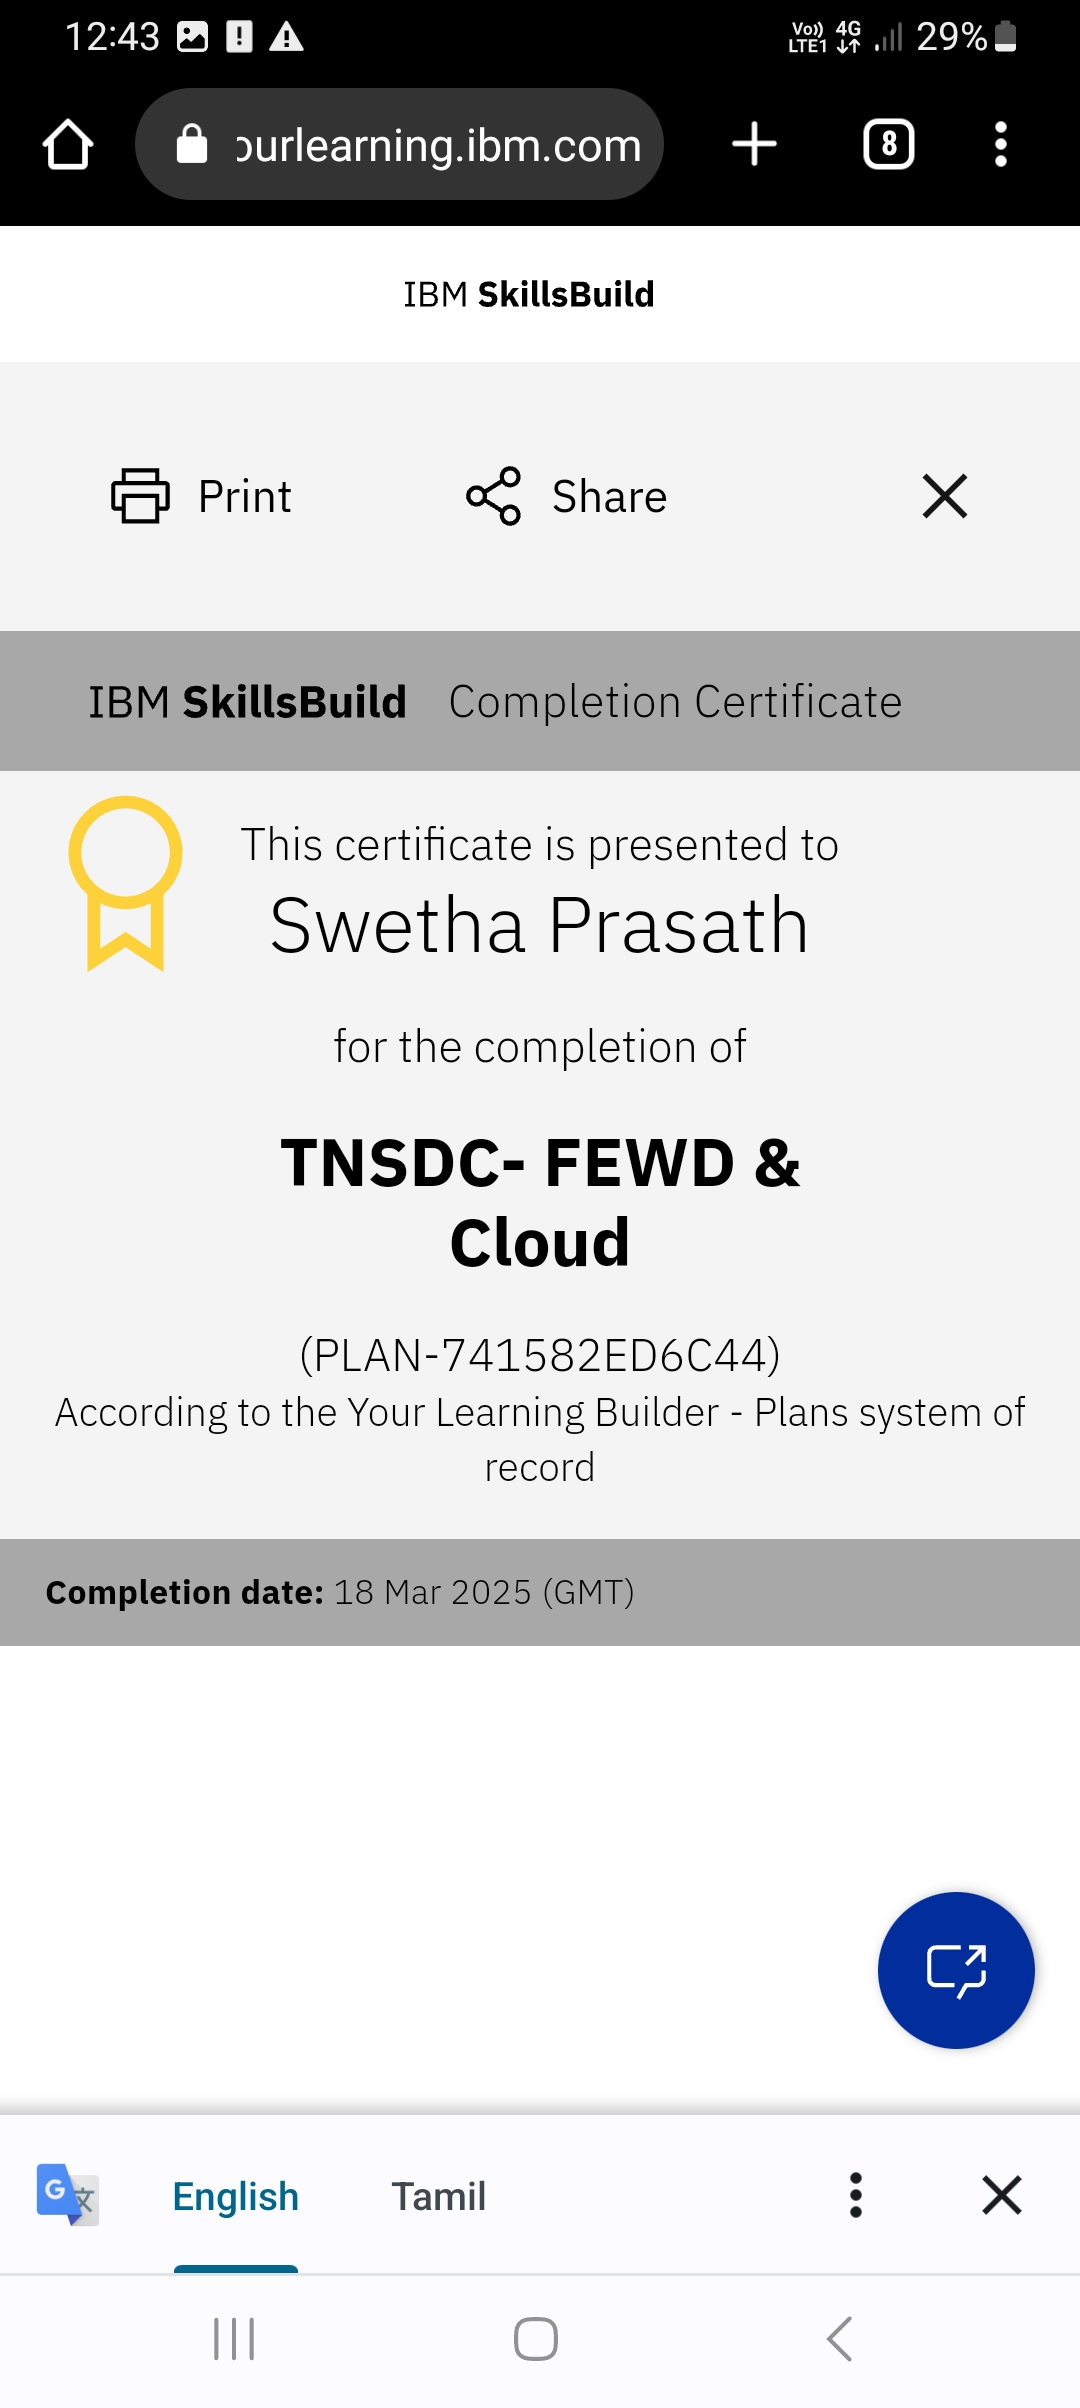 12:43
Vo)) LTE1 4G 29%
ourlearning.ibm.com
8
IBM SkillsBuild
Print
Share
IBM SkillsBuild Completion Certificate
This certificate is presented to
Swetha Prasath
for the completion of
TNSDC- FEWD &
Cloud
(PLAN-741582ED6C44)
According to the Your Learning Builder - Plans system of
record
Completion date: 18 Mar 2025 (GMT)
G 文
English
Tamil